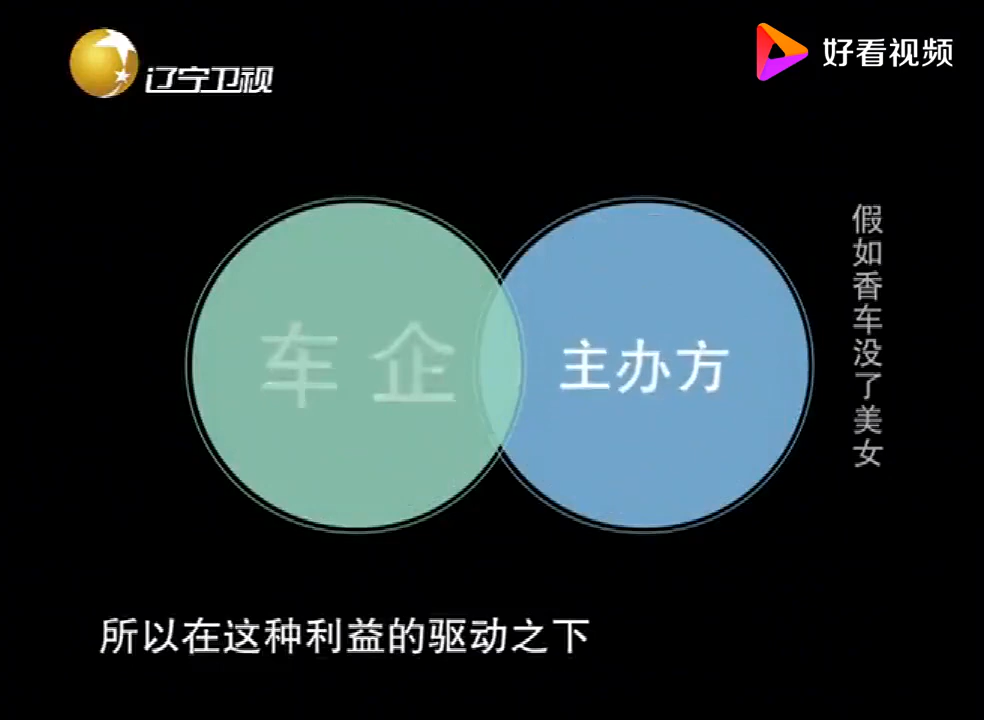 辽宁卫视
好看视频
车企
主办方
假如香车没了美女
所以在这种利益的驱动之下